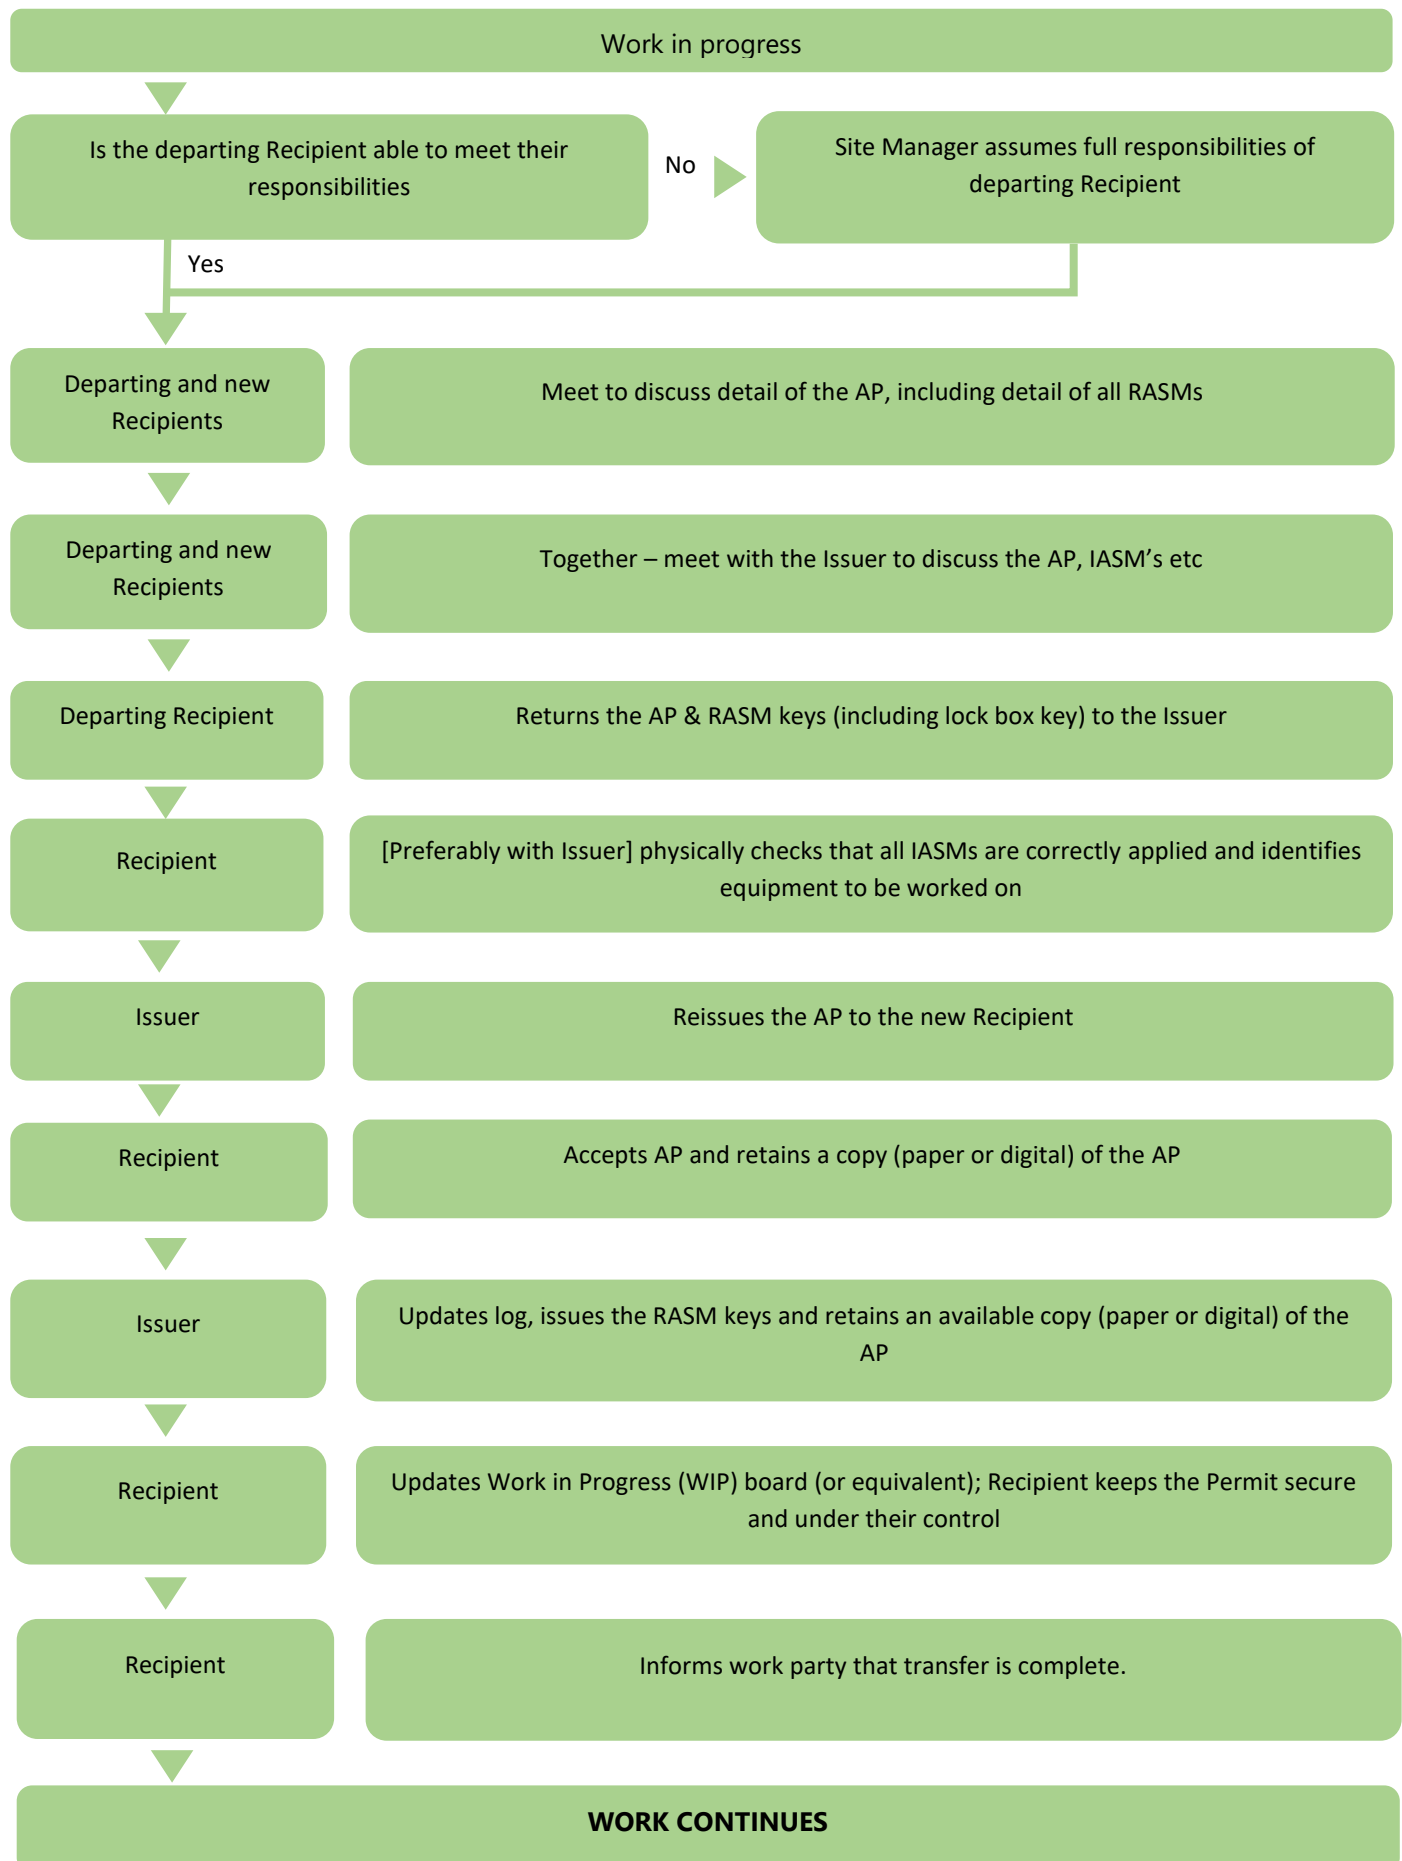 Work in progress
Is the departing Recipient able to meet their
responsibilities
No
Site Manager assumes full responsibilities of
departing Recipient
Yes
Departing and new
Recipients
Meet to discuss detail of the AP, including detail of all RASMs
Departing and new
Recipients
Together – meet with the Issuer to discuss the AP, IASM’s etc
Departing Recipient
Returns the AP & RASM keys (including lock box key) to the Issuer
Recipient
[Preferably with Issuer] physically checks that all IASMs are correctly applied and identifies
equipment to be worked on
Issuer
Reissues the AP to the new Recipient
Recipient
Accepts AP and retains a copy (paper or digital) of the AP
Issuer
Updates log, issues the RASM keys and retains an available copy (paper or digital) of the
AP
Recipient
Updates Work in Progress (WIP) board (or equivalent); Recipient keeps the Permit secure
and under their control
Recipient
Informs work party that transfer is complete.
WORK CONTINUES